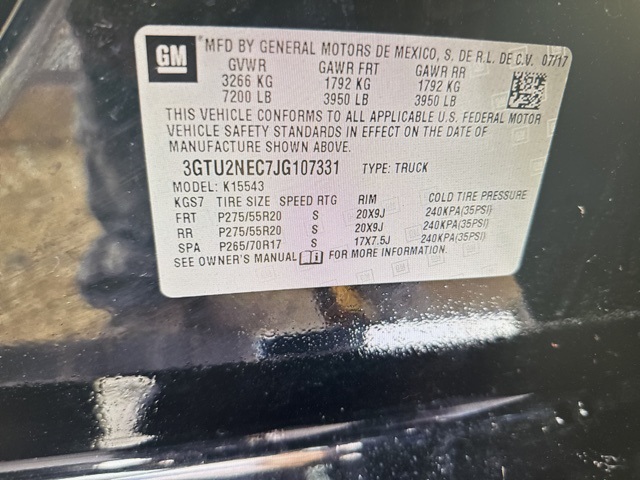 GM
MFD BY GENERAL MOTORS DE MEXICO, S. DE R.L. DE C.V. 07/17
GVWR GAWR FRT GAWR RR
3266 KG 1792 KG 1792 KG
7200 LB 3950 LB 3950 LB
THIS VEHICLE CONFORMS TO ALL APPLICABLE U.S. FEDERAL MOTOR
VEHICLE SAFETY STANDARDS IN EFFECT ON THE DATE OF
MANUFACTURE SHOWN ABOVE.
3GTU2NEC7JG107331 TYPE: TRUCK
MODEL: K15543
KGS7 TIRE SIZE SPEED RTG RIM COLD TIRE PRESSURE
FRT P275/55R20 S 20X9J 240KPA(35PSI)
RR P275/55R20 S 20X9J 240KPA(35PSI)
SPA P265/70R17 S 17X7.5J 240KPA(35PSI)
SEE OWNER'S MANUAL FOR MORE INFORMATION.